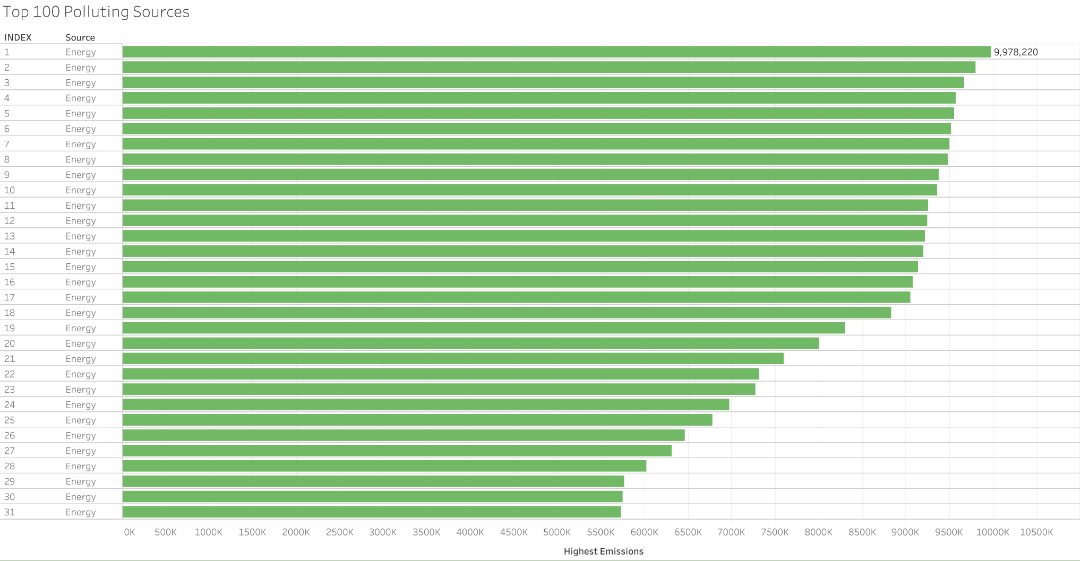 Top 100 Polluting Sources
INDEX Source
1 Energy 9,978,220
2 Energy
3 Energy
4 Energy
5 Energy
6 Energy
7 Energy
8 Energy
9 Energy
10 Energy
11 Energy
12 Energy
13 Energy
14 Energy
15 Energy
16 Energy
17 Energy
18 Energy
19 Energy
20 Energy
21 Energy
22 Energy
23 Energy
24 Energy
25 Energy
26 Energy
27 Energy
28 Energy
29 Energy
30 Energy
31 Energy
0K 500K 1000K 1500K 2000K 2500K 3000K 3500K 4000K 4500K 5000K 5500K 6000K 6500K 7000K 7500K 8000K 8500K 9000K 9500K 10000K 10500K
Highest Emissions